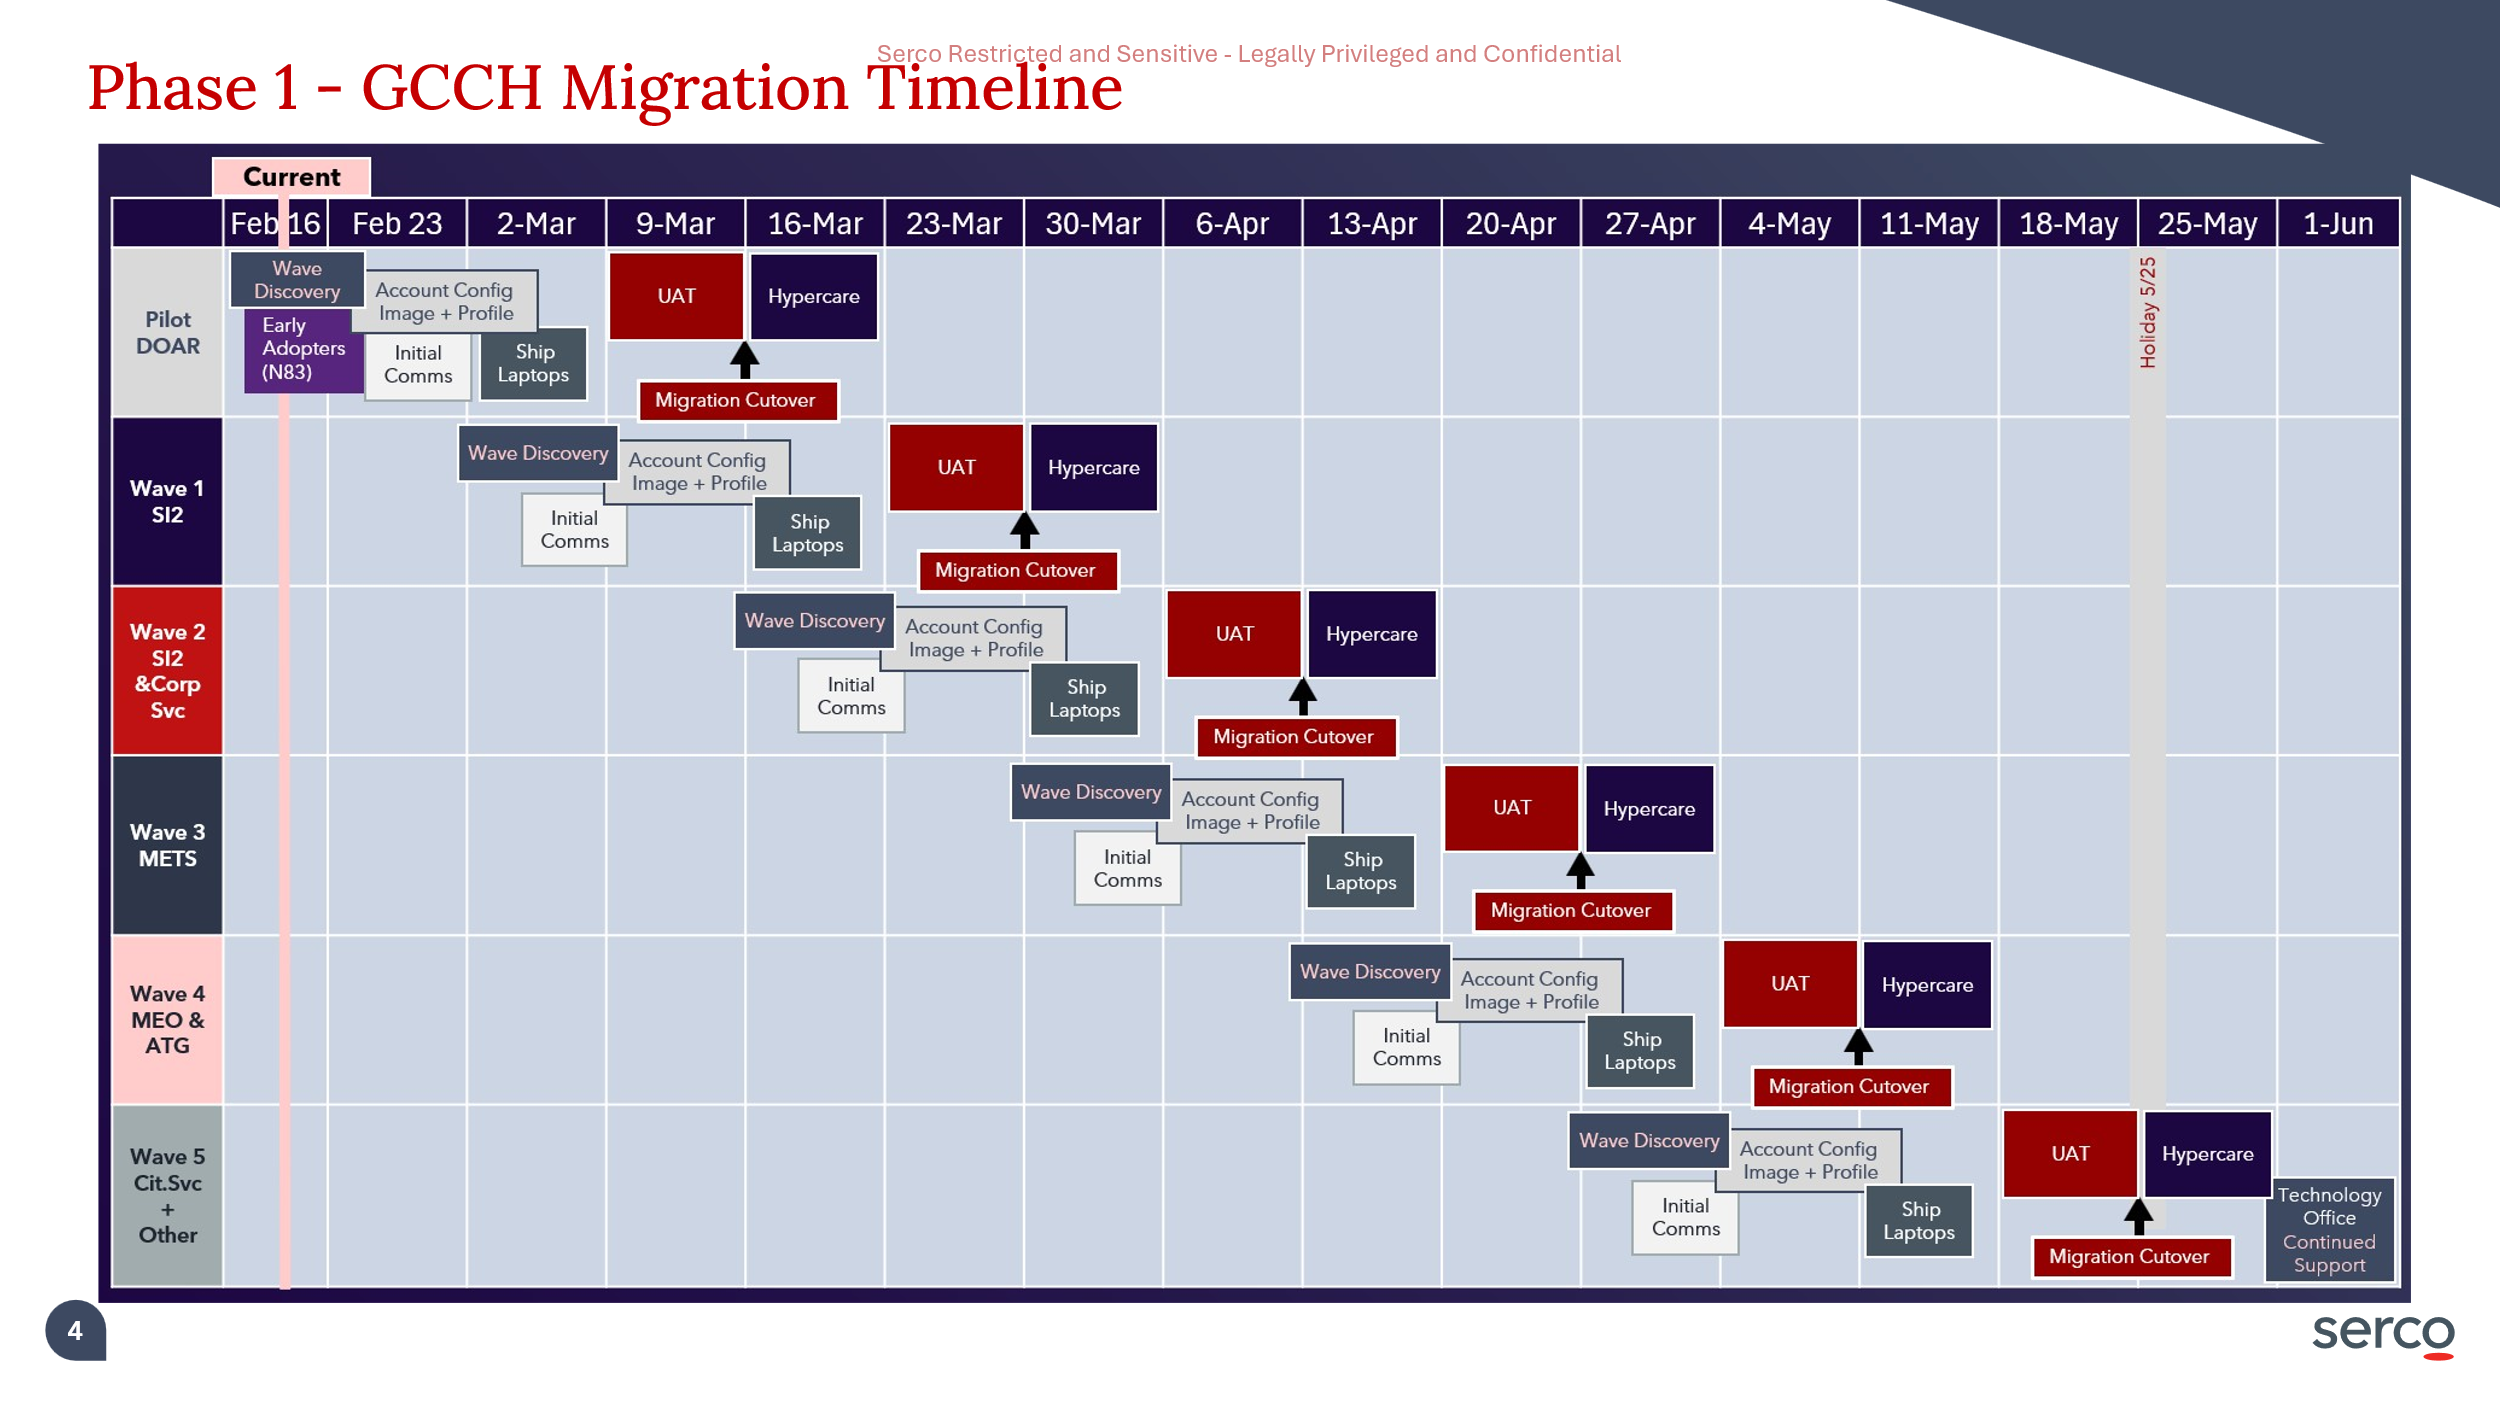 Serco Restricted and Sensitive - Legally Privileged and Confidential
Phase 1 - GCCH Migration Timeline
Current
Feb 16
Feb 23
2-Mar
9-Mar
16-Mar
23-Mar
30-Mar
6-Apr
13-Apr
20-Apr
27-Apr
4-May
11-May
18-May
25-May
1-Jun
Holiday 5/25
Pilot
DOAR
Wave
Discovery
Early
Adopters
(N83)
Account Config
Image + Profile
Initial
Comms
Ship
Laptops
UAT
Hypercare
Migration Cutover
Wave 1
SI2
Wave Discovery
Account Config
Image + Profile
Initial
Comms
Ship
Laptops
UAT
Hypercare
Migration Cutover
Wave 2
SI2
&Corp
Svc
Wave Discovery
Account Config
Image + Profile
Initial
Comms
Ship
Laptops
UAT
Hypercare
Migration Cutover
Wave 3
METS
Wave Discovery
Account Config
Image + Profile
Initial
Comms
Ship
Laptops
UAT
Hypercare
Migration Cutover
Wave 4
MEO &
ATG
Wave Discovery
Account Config
Image + Profile
Initial
Comms
Ship
Laptops
UAT
Hypercare
Migration Cutover
Wave 5
Cit.Svc
+
Other
Wave Discovery
Account Config
Image + Profile
Initial
Comms
Ship
Laptops
UAT
Hypercare
Migration Cutover
Technology
Office
Continued
Support
4
serco